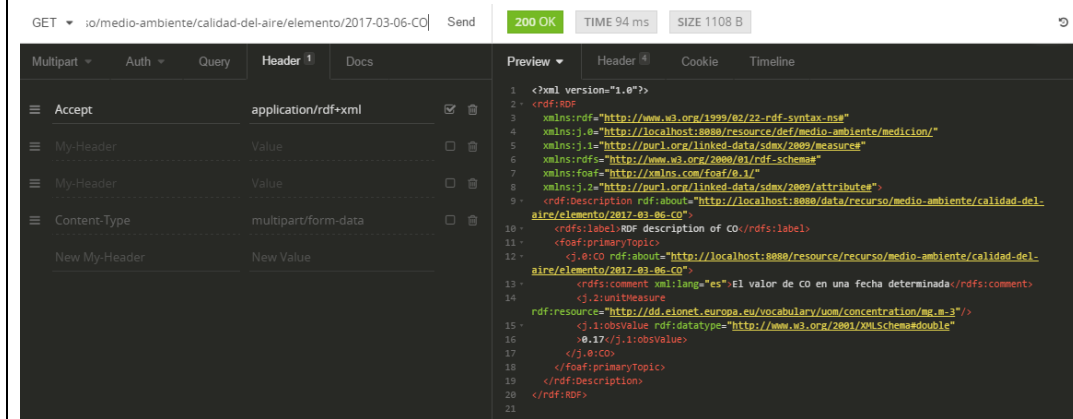 GET ▾ ɩo/medio-ambiente/calidad-del-aire/elemento/2017-03-06-CO Send
200 OK TIME 94 ms SIZE 1108 B
Multipart Auth Query Header 1 Docs
Preview ▾ Header 4 Cookie Timeline
Accept application/rdf+xml
My-Header Value
My-Header Value
Content-Type multipart/form-data
New My-Header New Value
1 <?xml version="1.0"?>
2 <rdf:RDF
3 xmlns:rdf="http://www.w3.org/1999/02/22-rdf-syntax-ns#"
4 xmlns:j.0="http://localhost:8080/resource/def/medio-ambiente/medicion/"
5 xmlns:j.1="http://purl.org/linked-data/sdmx/2009/measure#"
6 xmlns:rdfs="http://www.w3.org/2000/01/rdf-schema#"
7 xmlns:foaf="http://xmlns.com/foaf/0.1/"
8 xmlns:j.2="http://purl.org/linked-data/sdmx/2009/attribute#">
9 <rdf:Description rdf:about="http://localhost:8080/data/recurso/medio-ambiente/calidad-del-
aire/elemento/2017-03-06-CO">
10 <rdfs:label>RDF description of CO</rdfs:label>
11 <foaf:primaryTopic>
12 <j.0:CO rdf:about="http://localhost:8080/resource/recurso/medio-ambiente/calidad-del-
aire/elemento/2017-03-06-CO">
13 <rdfs:comment xml:lang="es">El valor de CO en una fecha determinada</rdfs:comment>
14 <j.2:unitMeasure
rdf:resource="http://dd.eionet.europa.eu/vocabulary/uom/concentration/mg.m-3"/>
15 <j.1:obsValue rdf:datatype="http://www.w3.org/2001/XMLSchema#double"
16 >0.17</j.1:obsValue>
17 </j.0:CO>
18 </foaf:primaryTopic>
19 </rdf:Description>
20 </rdf:RDF>
21